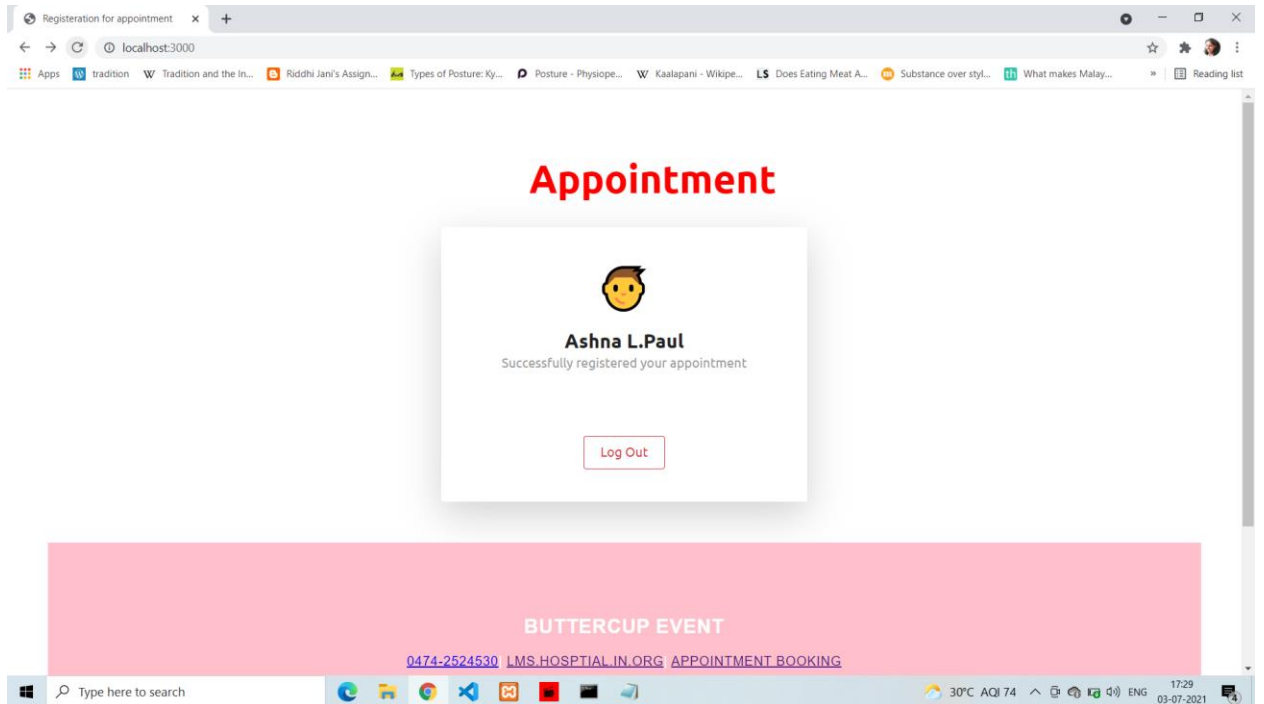 Registeration for appointment
localhost:3000
Apps tradition Tradition and the In... Riddhi Jani's Assign... Types of Posture: Ky... Posture - Physiope... Kaalapani - Wikipe... Does Eating Meat A... Substance over styl... What makes Malay... » Reading list
Appointment
Ashna L.Paul
Successfully registered your appointment
Log Out
BUTTERCUP EVENT
0474-2524530 LMS.HOSPTIAL.IN.ORG APPOINTMENT BOOKING
Type here to search
30°C AQI 74 ENG 17:29
03-07-2021